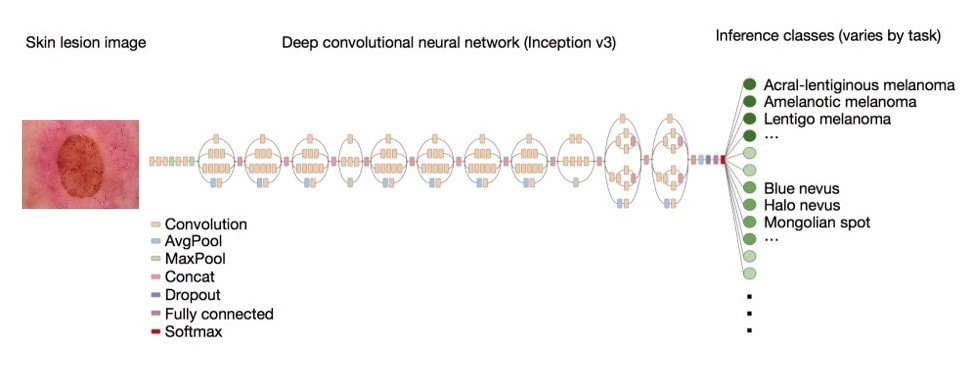 Skin lesion image
Deep convolutional neural network (Inception v3)
Inference classes (varies by task)
Acral-lentiginous melanoma
Amelanotic melanoma
Lentigo melanoma
...
Blue nevus
Halo nevus
Mongolian spot
...
Convolution
AvgPool
MaxPool
Concat
Dropout
Fully connected
Softmax